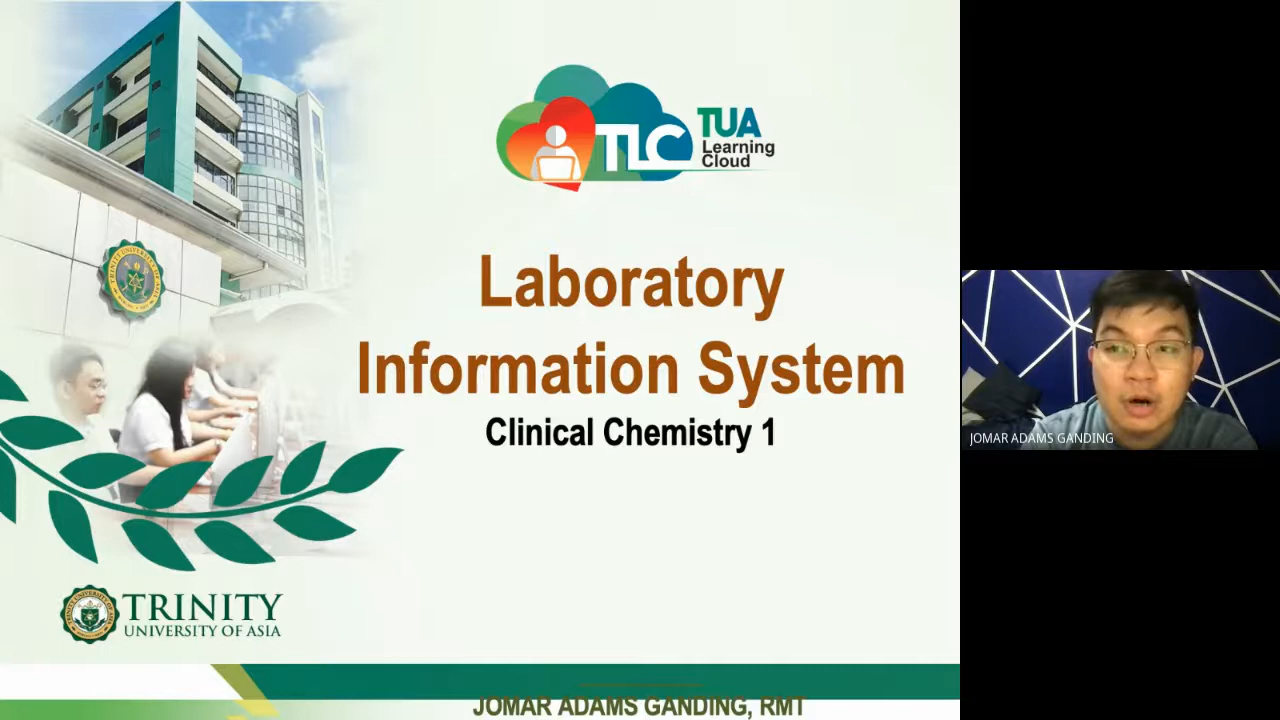 TLC
TUA
Learning
Cloud
Laboratory
Information System
Clinical Chemistry 1
TRINITY
UNIVERSITY OF ASIA
JOMAR ADAMS GANDING, RMT
JOMAR ADAMS GANDING